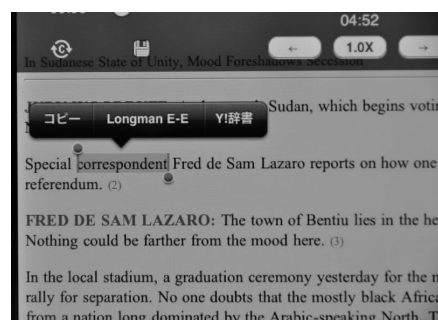 04:52
← 1.0X →
In Sudanese State of Unity, Mood Foreshadows Secession
Sudan, which begins voti
コピー Longman E-E Y!辞書
Special correspondent Fred de Sam Lazaro reports on how one
referendum. (2)
FRED DE SAM LAZARO: The town of Bentiu lies in the he
Nothing could be farther from the mood here. (3)
In the local stadium, a graduation ceremony yesterday for the n
rally for separation. No one doubts that the mostly black Africa
from a nation long dominated by the Arabic-speaking North. T